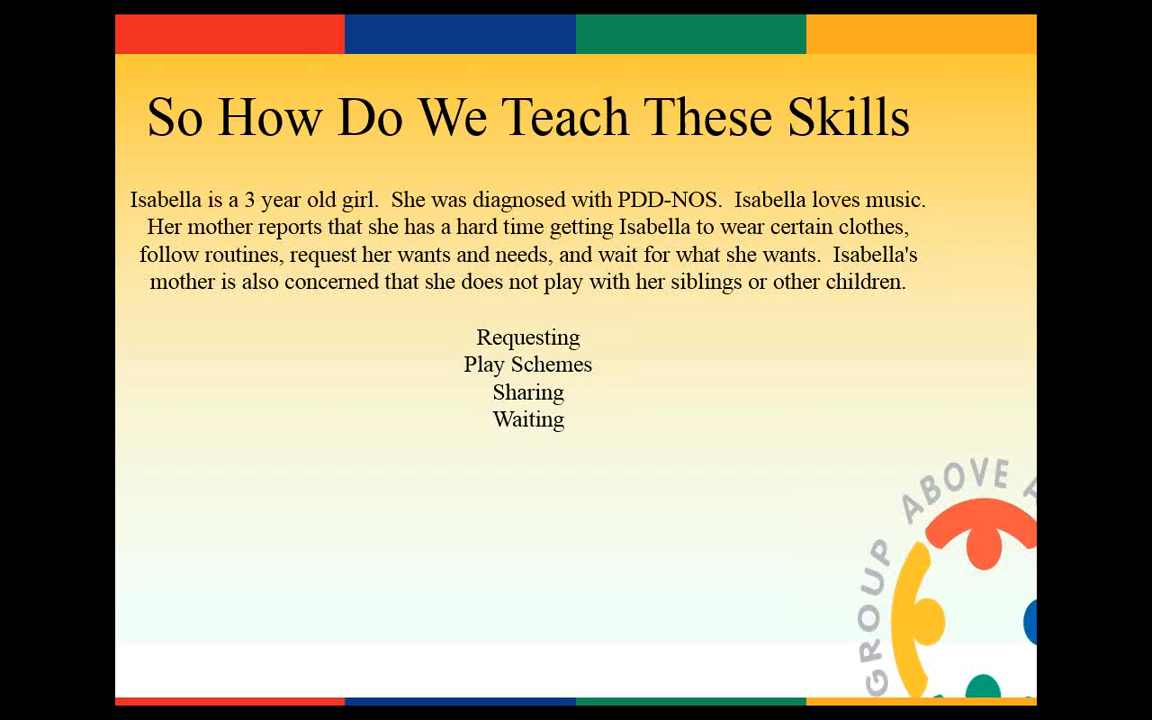 So How Do We Teach These Skills
Isabella is a 3 year old girl.  She was diagnosed with PDD-NOS.  Isabella loves music.
Her mother reports that she has a hard time getting Isabella to wear certain clothes,
follow routines, request her wants and needs, and wait for what she wants.  Isabella's
mother is also concerned that she does not play with her siblings or other children.
Requesting
Play Schemes
Sharing
Waiting
GROUP ABOVE A